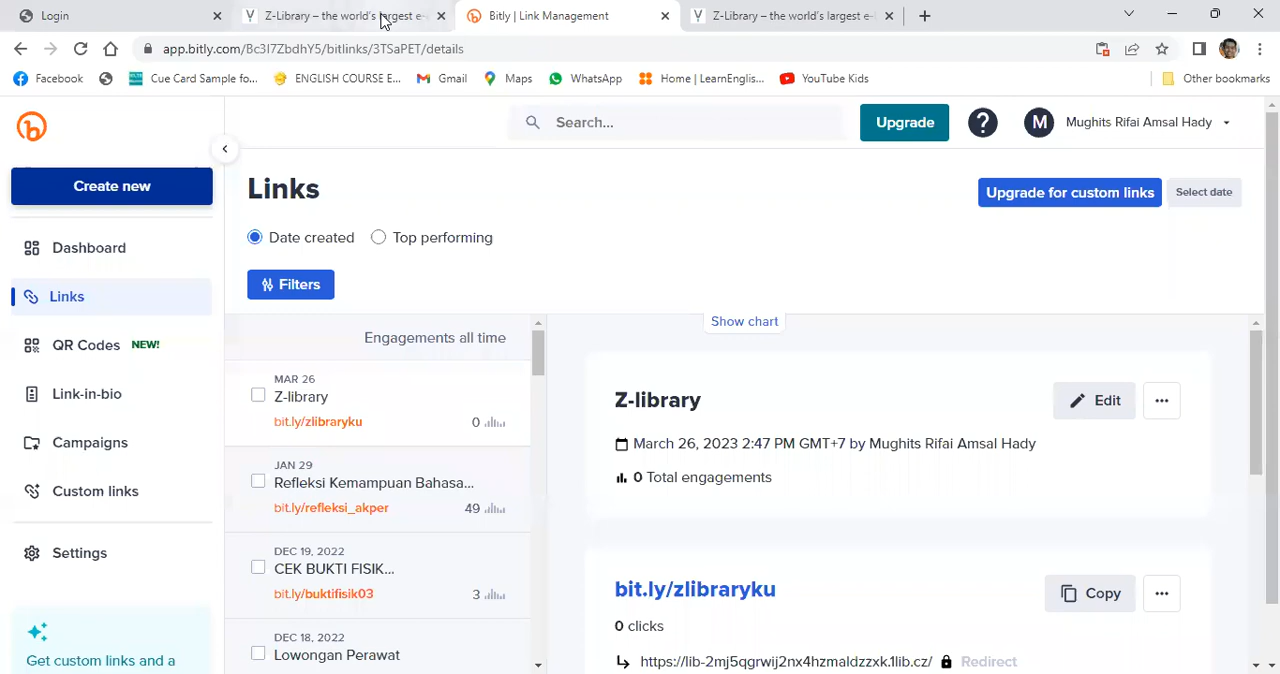 Login
Z-Library – the world's largest e-
Bitly | Link Management
Z-Library – the world's largest e-l
app.bitly.com/Bc3I7ZbdhY5/bitlinks/3TSaPET/details
Facebook
Cue Card Sample fo...
ENGLISH COURSE E...
Gmail
Maps
WhatsApp
Home | LearnEnglis...
YouTube Kids
Other bookmarks
Search...
Upgrade
?
M
Mughits Rifai Amsal Hady
Create new
Dashboard
Links
QR Codes NEW!
Link-in-bio
Campaigns
Custom links
Settings
Get custom links and a
Links
Upgrade for custom links
Select date
Date created
Top performing
Filters
Engagements all time
MAR 26
Z-library
bit.ly/zlibraryku
0
JAN 29
Refleksi Kemampuan Bahasa...
bit.ly/refleksi_akper
49
DEC 19, 2022
CEK BUKTI FISIK...
bit.ly/buktifisik03
3
DEC 18, 2022
Lowongan Perawat
Show chart
Z-library
Edit
March 26, 2023 2:47 PM GMT+7 by Mughits Rifai Amsal Hady
0 Total engagements
bit.ly/zlibraryku
Copy
0 clicks
https://lib-2mj5qgrwij2nx4hzmaldzzxk.1lib.cz/ Redirect